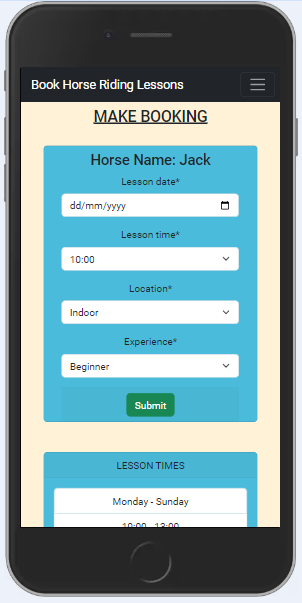 Book Horse Riding Lessons
MAKE BOOKING
Horse Name: Jack
Lesson date*
dd/mm/yyyy
Lesson time*
10:00
Location*
Indoor
Experience*
Beginner
Submit
LESSON TIMES
Monday - Sunday
10:00 - 13:00